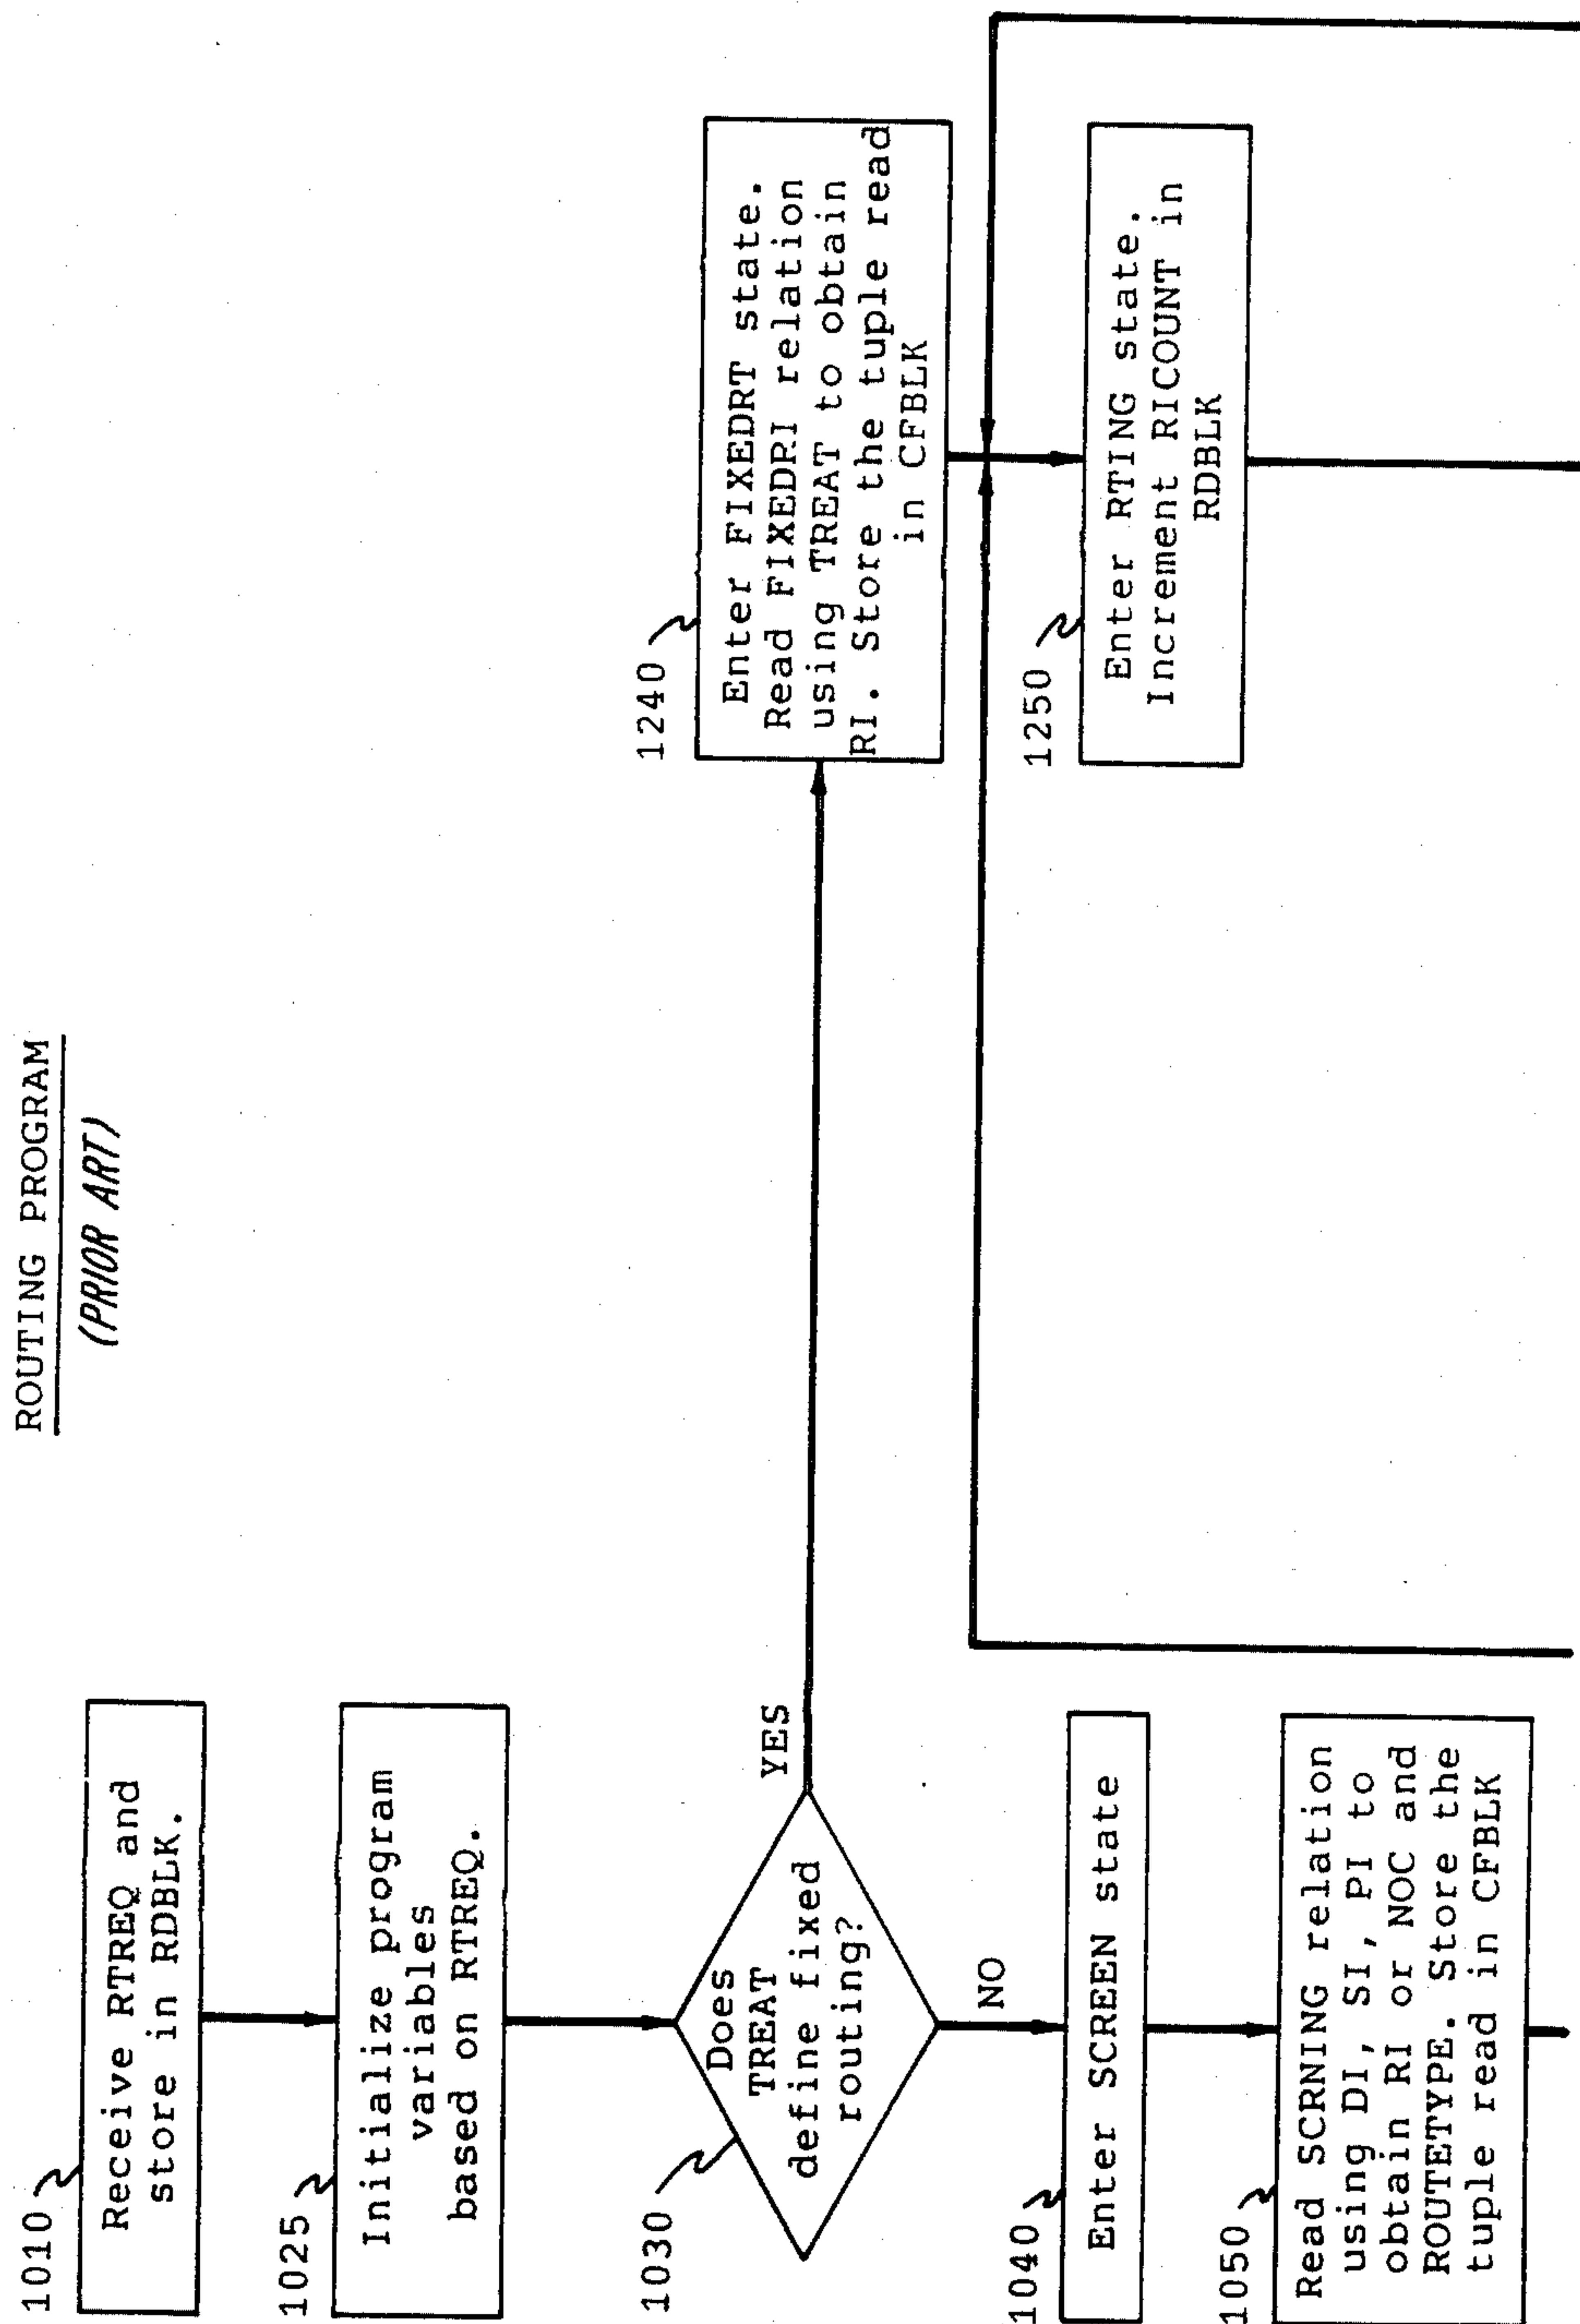 ROUTING PROGRAM
(PRIOR ART)
1010
Receive RTREQ and
store in RDBLK.
1025
Initialize program
variables
based on RTREQ.
1030
Does
TREAT
define fixed
routing?
YES
NO
1040
Enter SCREEN state
1050
Read SCRNING relation
using DI, SI, PI to
obtain RI or NOC and
ROUTETYPE. Store the
tuple read in CFBLK
1240
Enter FIXEDRT state.
Read FIXEDRI relation
using TREAT to obtain
RI. Store the tuple read
in CFBLK
1250
Enter RTING state.
Increment RICOUNT in
RDBLK